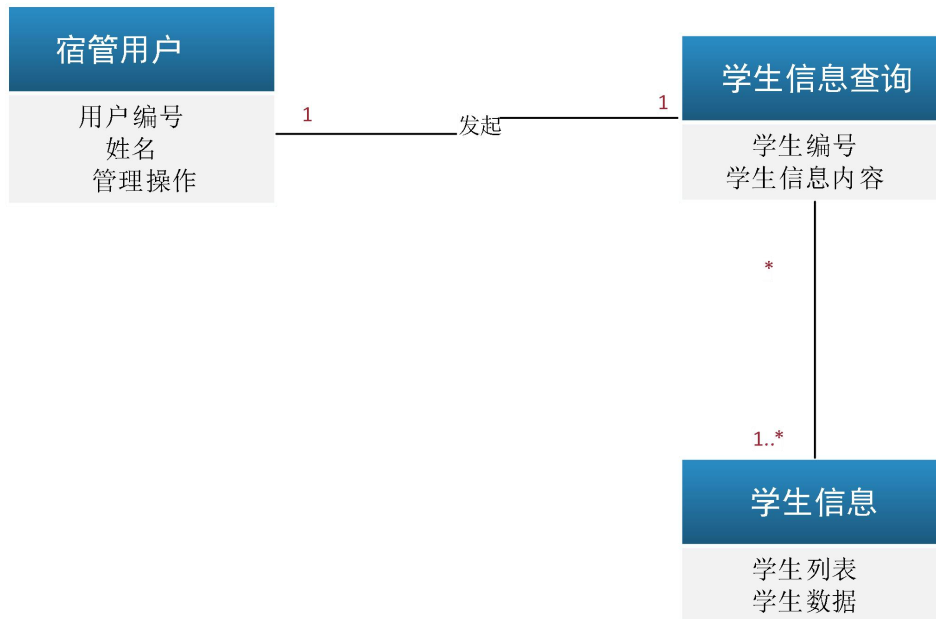 宿管用户
用户编号
姓名
管理操作
1
发起
1
学生信息查询
学生编号
学生信息内容
*
1..*
学生信息
学生列表
学生数据